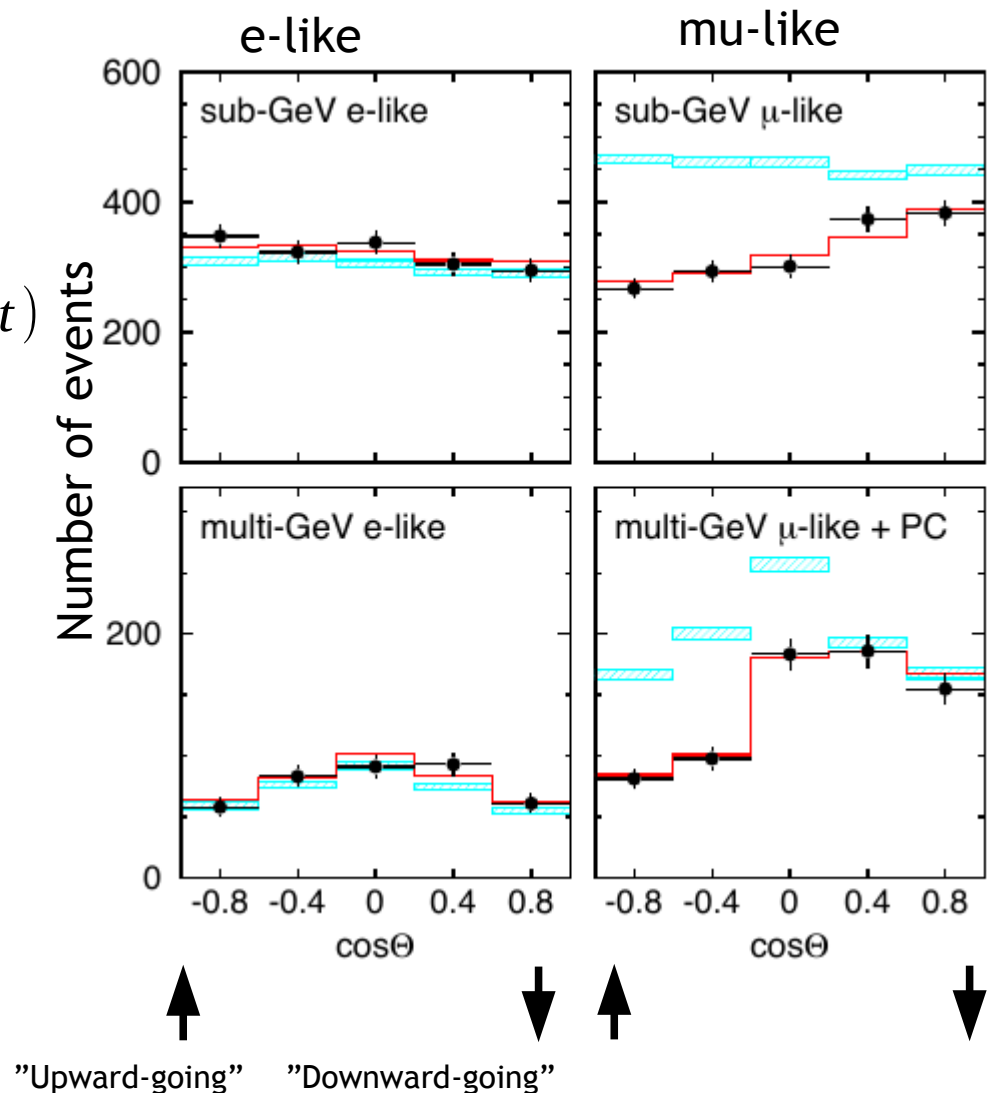 e-like
mu-like
600
sub-GeV e-like
sub-GeV μ-like
400
t)
200
Number of events
0
multi-GeV e-like
multi-GeV μ-like + PC
200
0
-0.8 -0.4 0 0.4 0.8
-0.8 -0.4 0 0.4 0.8
cosΘ
cosΘ
”Upward-going”
”Downward-going”